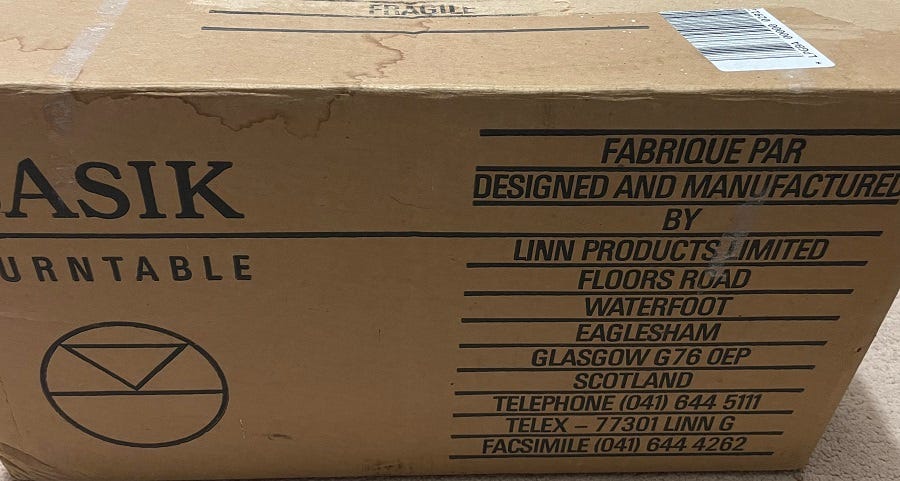 FRAGILE
ASIK
URNTABLE
FABRIQUE PAR
DESIGNED AND MANUFACTURED
BY
LINN PRODUCTS LIMITED
FLOORS ROAD
WATERFOOT
EAGLESHAM
GLASGOW G76 0EP
SCOTLAND
TELEPHONE (041) 644 5111
TELEX – 77301 LINN G
FACSIMILE (041) 644 4262